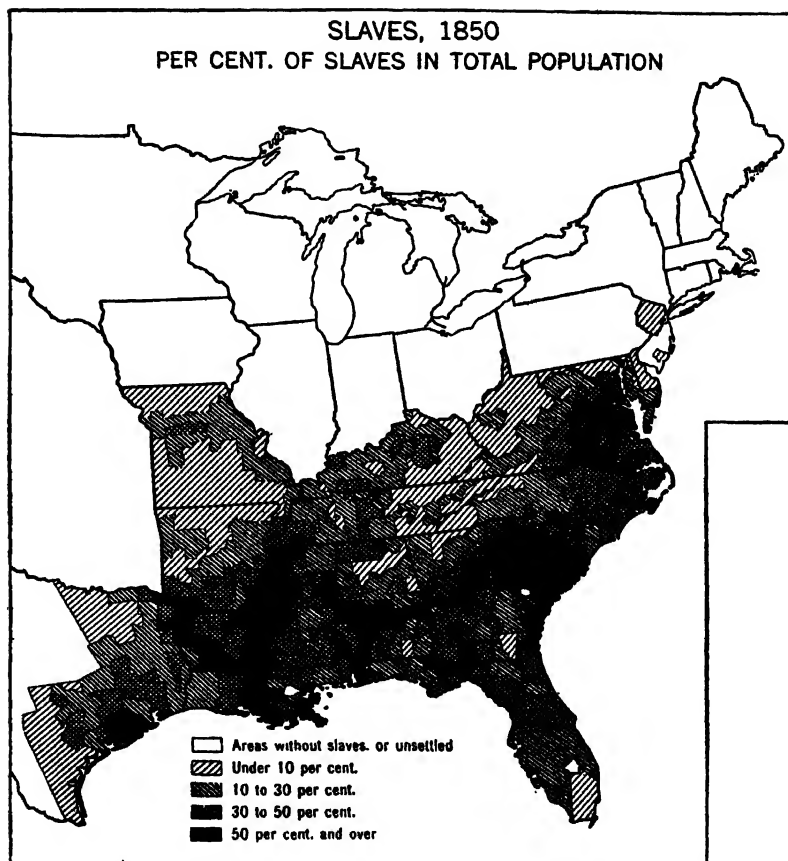 SLAVES, 1850
PER CENT. OF SLAVES IN TOTAL POPULATION
Areas without slaves. or unsettled
Under 10 per cent.
10 to 30 per cent.
30 to 50 per cent.
50 per cent. and over